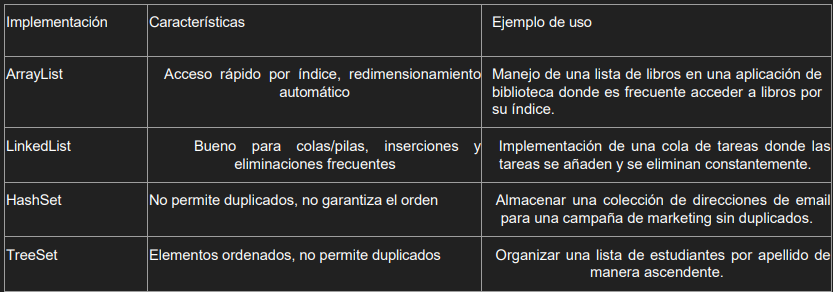 Implementación Características Ejemplo de uso
ArrayList
Acceso rápido por índice, redimensionamiento
automático
Manejo de una lista de libros en una aplicación de
biblioteca donde es frecuente acceder a libros por
su índice.
LinkedList
Bueno para colas/pilas, inserciones y
eliminaciones frecuentes
Implementación de una cola de tareas donde las
tareas se añaden y se eliminan constantemente.
HashSet
No permite duplicados, no garantiza el orden
Almacenar una colección de direcciones de email
para una campaña de marketing sin duplicados.
TreeSet
Elementos ordenados, no permite duplicados
Organizar una lista de estudiantes por apellido de
manera ascendente.